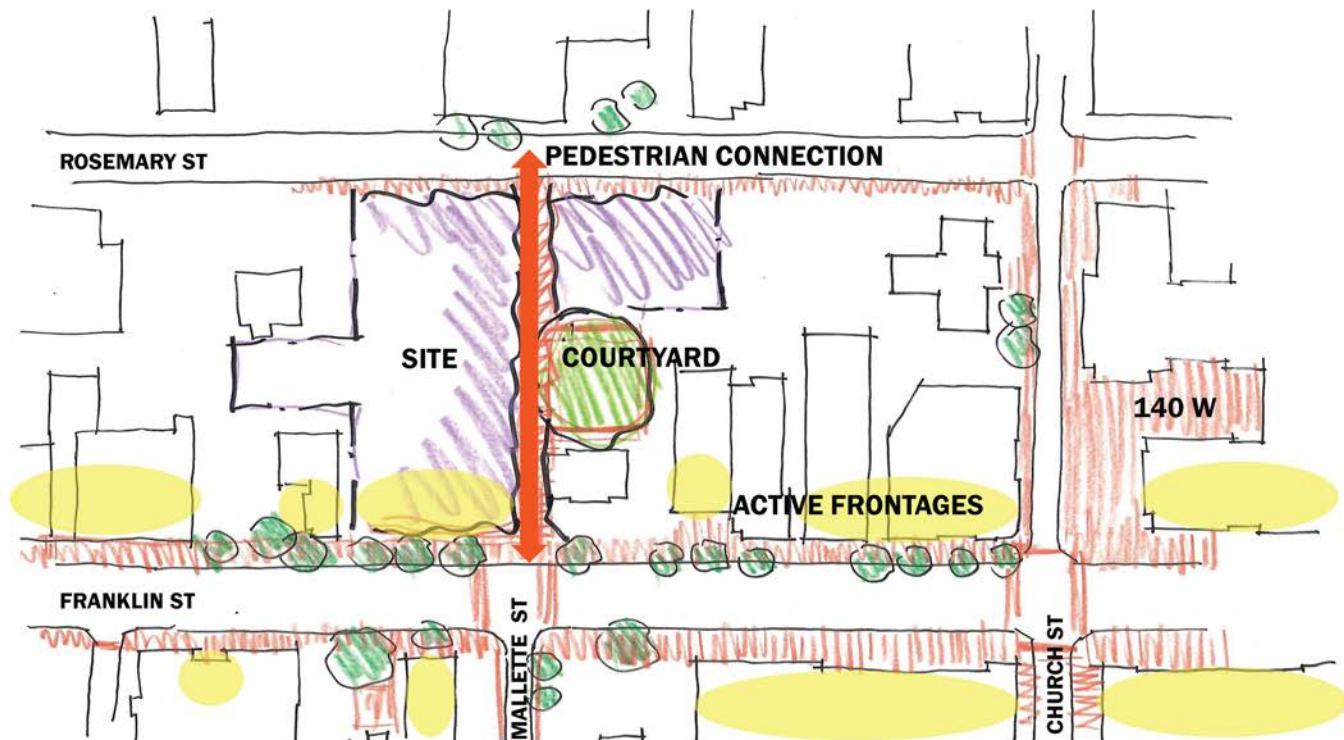 ROSEMARY ST
PEDESTRIAN CONNECTION
SITE
COURTYARD
140 W
ACTIVE FRONTAGES
FRANKLIN ST
MALLETTE ST
CHURCH ST